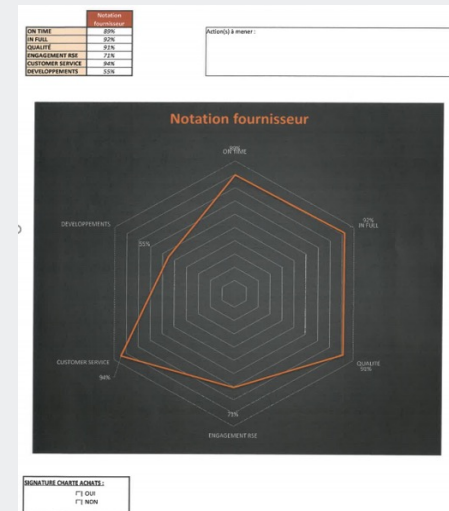 Notation
fournisseur
ON TIME 89%
IN FULL 92%
QUALITÉ 91%
ENGAGEMENT RSE 71%
CUSTOMER SERVICE 94%
DEVELOPPEMENTS 55%
Action(s) à mener :
Notation fournisseur
89%
ON TIME
DEVELOPPEMENTS
92%
IN FULL
55%
CUSTOMER SERVICE
QUALITÉ
91%
94%
71%
ENGAGEMENT RSE
SIGNATURE CHARTE ACHATS :
OUI
NON